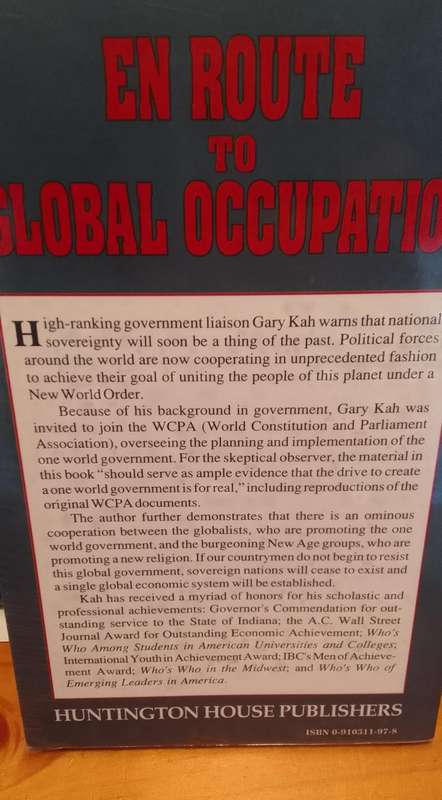 EN ROUTE
TO
GLOBAL OCCUPATIO
High-ranking government liaison Gary Kah warns that national
sovereignty will soon be a thing of the past. Political forces
around the world are now cooperating in unprecedented fashion
to achieve their goal of uniting the people of this planet under a
New World Order.
Because of his background in government, Gary Kah was
invited to join the WCPA (World Constitution and Parliament
Association), overseeing the planning and implementation of the
one world government. For the skeptical observer, the material in
this book “should serve as ample evidence that the drive to create
a one world government is for real,” including reproductions of the
original WCPA documents.
The author further demonstrates that there is an ominous
cooperation between the globalists, who are promoting the one
world government, and the burgeoning New Age groups, who are
promoting a new religion. If our countrymen do not begin to resist
this global government, sovereign nations will cease to exist and
a single global economic system will be established.
Kah has received a myriad of honors for his scholastic and
professional achievements: Governor's Commendation for out-
standing service to the State of Indiana; the A.C. Wall Street
Journal Award for Outstanding Economic Achievement; Who's
Who Among Students in American Universities and Colleges;
International Youth in Achievement Award; IBC's Men of Achieve-
ment Award; Who's Who in the Midwest; and Who's Who of
Emerging Leaders in America.
HUNTINGTON HOUSE PUBLISHERS
ISBN 0-910311-97-8